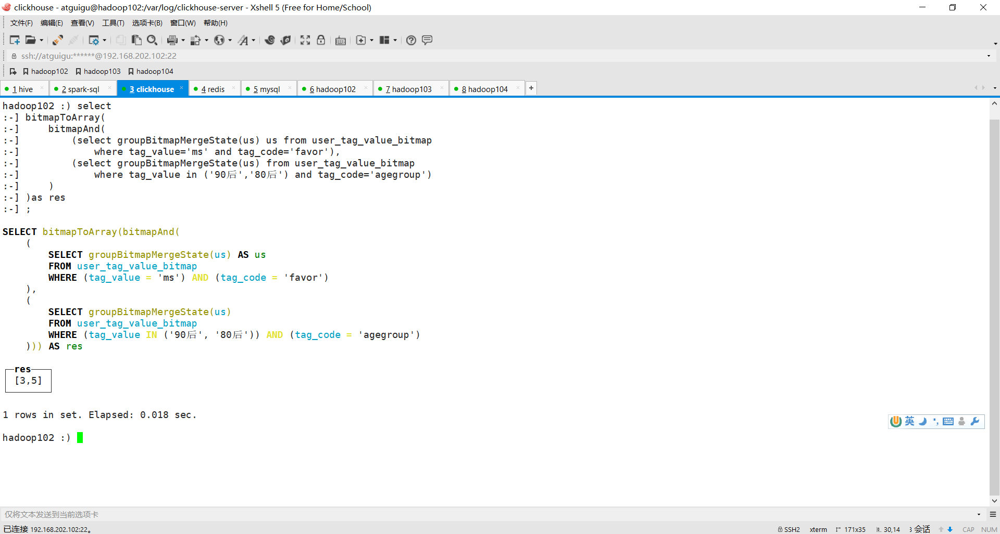 clickhouse - atguigu@hadoop102:/var/log/clickhouse-server - Xshell 5 (Free for Home/School)
文件(F) 编辑(E) 查看(V) 工具(T) 选项卡(B) 窗口(W) 帮助(H)
ssh://atguigu:******@192.168.202.102:22
hadoop102 hadoop103 hadoop104
1 hive 2 spark-sql 3 clickhouse 4 redis 5 mysql 6 hadoop102 7 hadoop103 8 hadoop104 +
hadoop102 :) select
:-] bitmapToArray(
:-]     bitmapAnd(
:-]         (select groupBitmapMergeState(us) us from user_tag_value_bitmap
:-]             where tag_value='ms' and tag_code='favor'),
:-]         (select groupBitmapMergeState(us) from user_tag_value_bitmap
:-]             where tag_value in ('90后','80后') and tag_code='agegroup')
:-]     )
:-] )as res
:-] ;
SELECT bitmapToArray(bitmapAnd(
    (
        SELECT groupBitmapMergeState(us) AS us
        FROM user_tag_value_bitmap
        WHERE (tag_value = 'ms') AND (tag_code = 'favor')
    ),
    (
        SELECT groupBitmapMergeState(us)
        FROM user_tag_value_bitmap
        WHERE (tag_value IN ('90后', '80后')) AND (tag_code = 'agegroup')
    ))) AS res
res
[3,5]
1 rows in set. Elapsed: 0.018 sec.
英
hadoop102 :)
仅将文本发送到当前选项卡
已连接 192.168.202.102:22。 SSH2 xterm 171x35 30,14 3 会话 CAP NUM